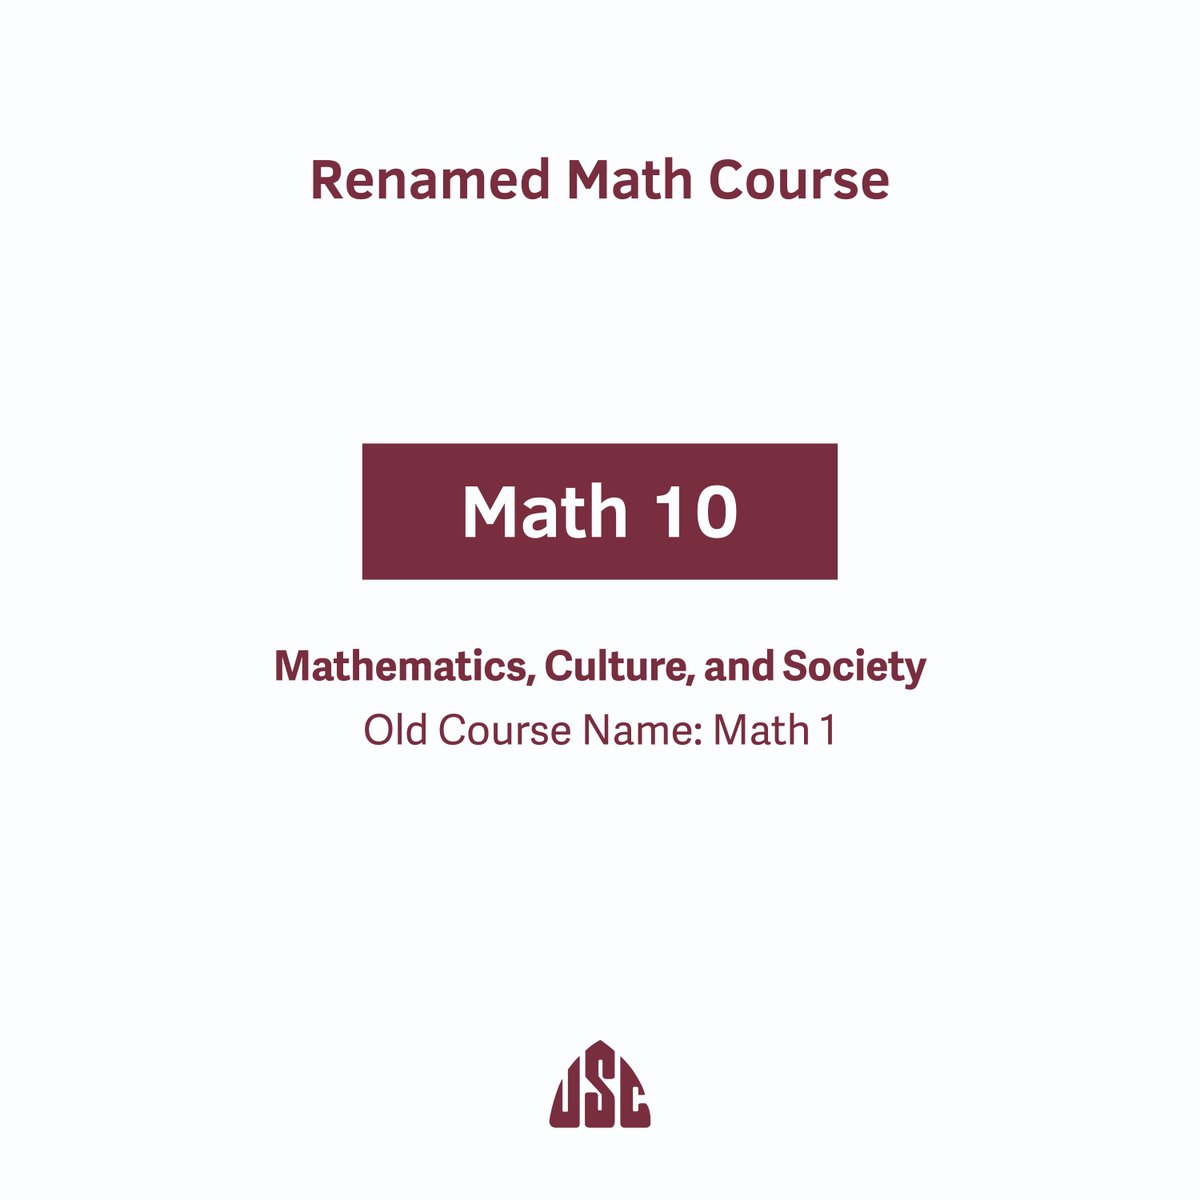 Renamed Math Course
Math 10
Mathematics, Culture, and Society
Old Course Name: Math 1
USC